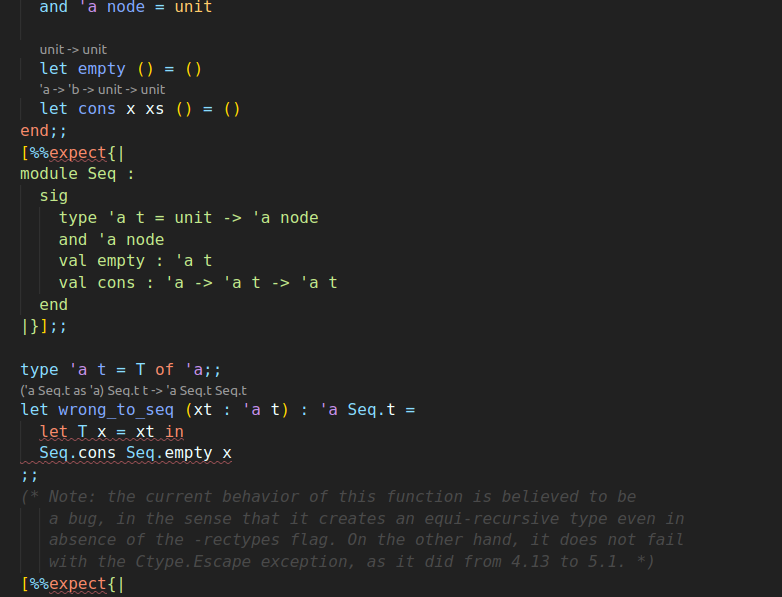 and 'a node = unit
unit -> unit
let empty () = ()
'a -> 'b -> unit -> unit
let cons x xs () = ()
end;;
[%%expect{|
module Seq :
sig
type 'a t = unit -> 'a node
and 'a node
val empty : 'a t
val cons : 'a -> 'a t -> 'a t
end
|}];;
type 'a t = T of 'a;;
('a Seq.t as 'a) Seq.t t -> 'a Seq.t Seq.t
let wrong_to_seq (xt : 'a t) : 'a Seq.t =
let T x = xt in
Seq.cons Seq.empty x
;;
(* Note: the current behavior of this function is believed to be
a bug, in the sense that it creates an equi-recursive type even in
absence of the -rectypes flag. On the other hand, it does not fail
with the Ctype.Escape exception, as it did from 4.13 to 5.1. *)
[%%expect{|